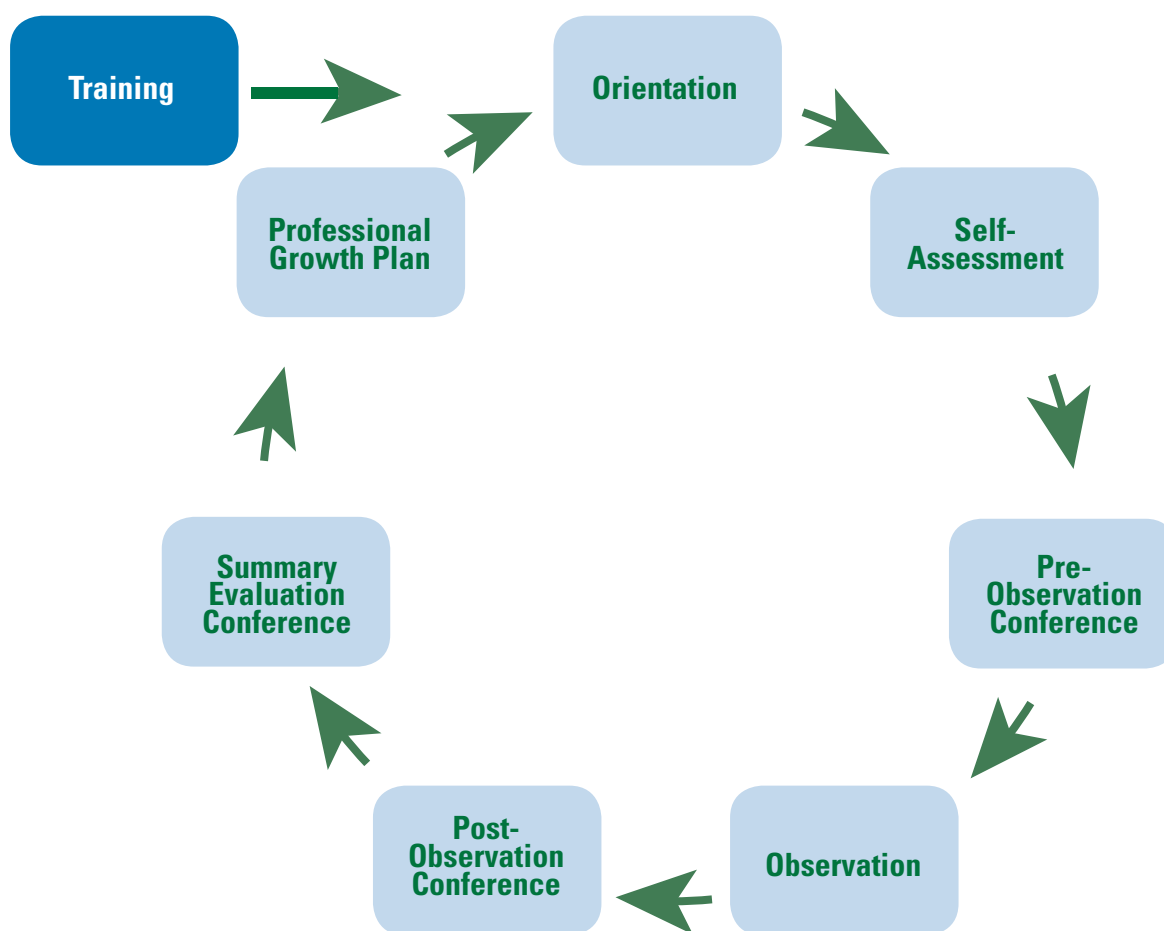 Training
Orientation
Professional
Growth Plan
Self-
Assessment
Summary
Evaluation
Conference
Pre-
Observation
Conference
Post-
Observation
Conference
Observation